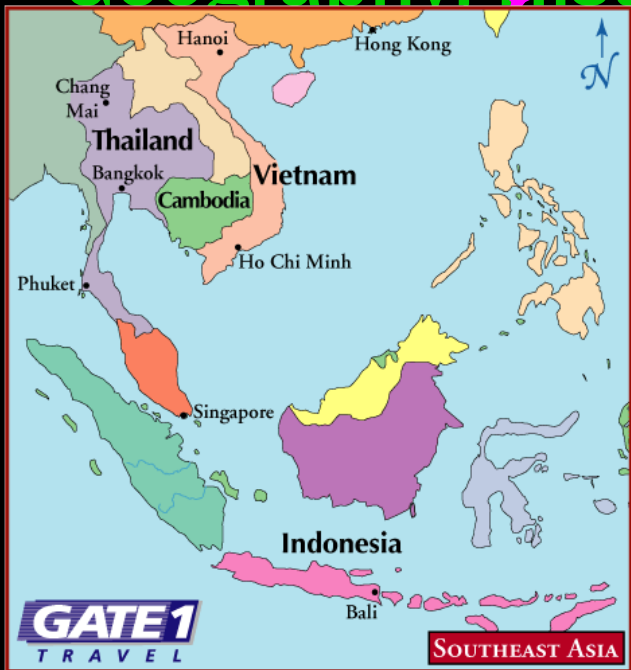 Hanoi
Hong Kong
N
Chang
Mai
Thailand
Bangkok
Vietnam
Cambodia
Ho Chi Minh
Phuket
Singapore
Indonesia
Bali
GATE 1
TRAVEL
SOUTHEAST ASIA